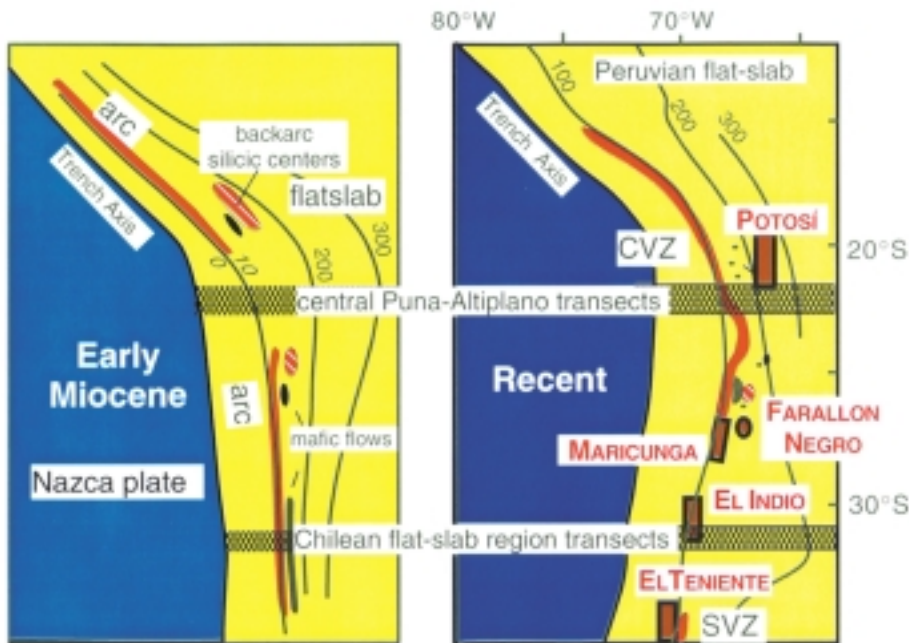 80°W
70°W
arc
backarc
silicic centers
Trench Axis
flatslab
0
10
200
300
central Puna-Altiplano transects
Early
Miocene
arc
mafic flows
Nazca plate
Chilean flat-slab region transects
Peruvian flat-slab
100
200
300
Trench Axis
POTOSÍ
CVZ
20°S
Recent
FARALLON
NEGRO
MARICUNGA
EL INDIO
30°S
EL TENIENTE
SVZ